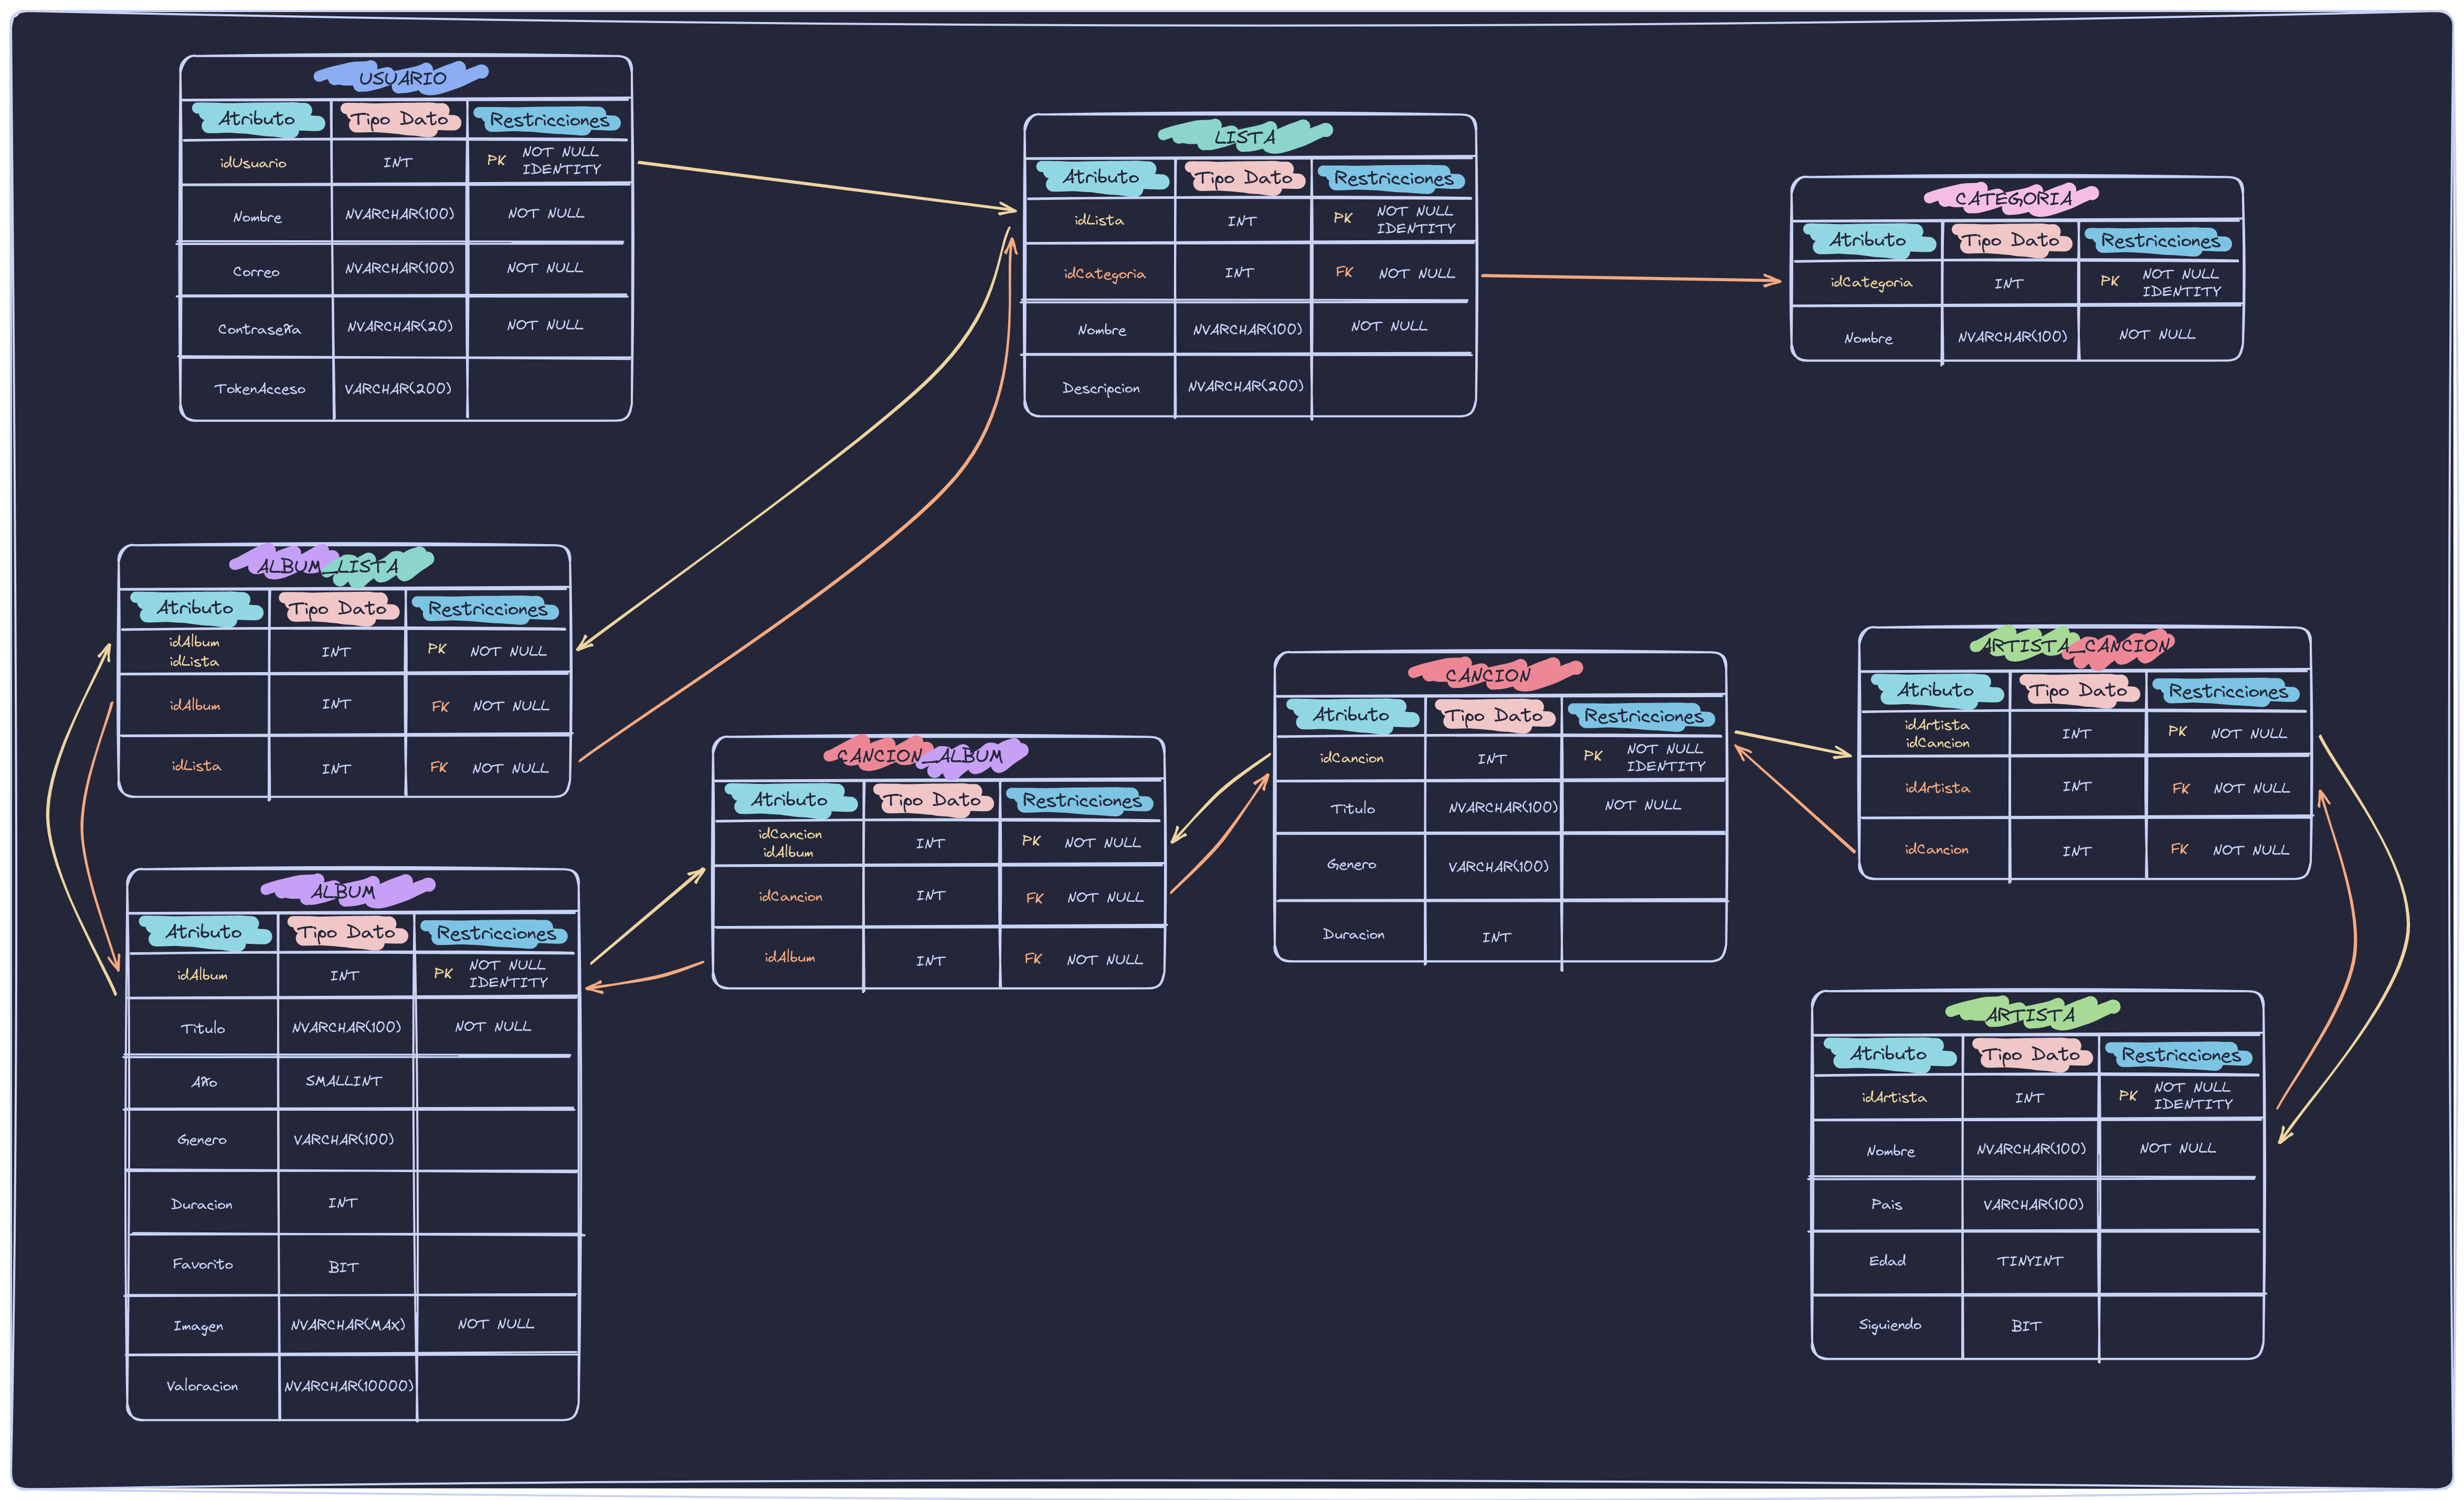 USUARIO
Atributo Tipo Dato Restricciones
idUsuario INT PK NOT NULL
IDENTITY
Nombre NVARCHAR(100) NOT NULL
Correo NVARCHAR(100) NOT NULL
Contraseña NVARCHAR(20) NOT NULL
TokenAcceso VARCHAR(200)
LISTA
Atributo Tipo Dato Restricciones
idLista INT PK NOT NULL
IDENTITY
idCategoria INT FK NOT NULL
Nombre NVARCHAR(100) NOT NULL
Descripcion NVARCHAR(200)
CATEGORIA
Atributo Tipo Dato Restricciones
idCategoria INT PK NOT NULL
IDENTITY
Nombre NVARCHAR(100) NOT NULL
ALBUM_LISTA
Atributo Tipo Dato Restricciones
idAlbum
idLista INT PK NOT NULL
idAlbum INT FK NOT NULL
idLista INT FK NOT NULL
ALBUM
Atributo Tipo Dato Restricciones
idAlbum INT PK NOT NULL
IDENTITY
Titulo NVARCHAR(100) NOT NULL
Año SMALLINT
Genero VARCHAR(100)
Duracion INT
Favorito BIT
Imagen NVARCHAR(MAX) NOT NULL
Valoracion NVARCHAR(10000)
CANCION_ALBUM
Atributo Tipo Dato Restricciones
idCancion
idAlbum INT PK NOT NULL
idCancion INT FK NOT NULL
idAlbum INT FK NOT NULL
CANCION
Atributo Tipo Dato Restricciones
idCancion INT PK NOT NULL
IDENTITY
Titulo NVARCHAR(100) NOT NULL
Genero VARCHAR(100)
Duracion INT
ARTISTA_CANCION
Atributo Tipo Dato Restricciones
idArtista
idCancion INT PK NOT NULL
idArtista INT FK NOT NULL
idCancion INT FK NOT NULL
ARTISTA
Atributo Tipo Dato Restricciones
idArtista INT PK NOT NULL
IDENTITY
Nombre NVARCHAR(100) NOT NULL
Pais VARCHAR(100)
Edad TINYINT
Siguiendo BIT